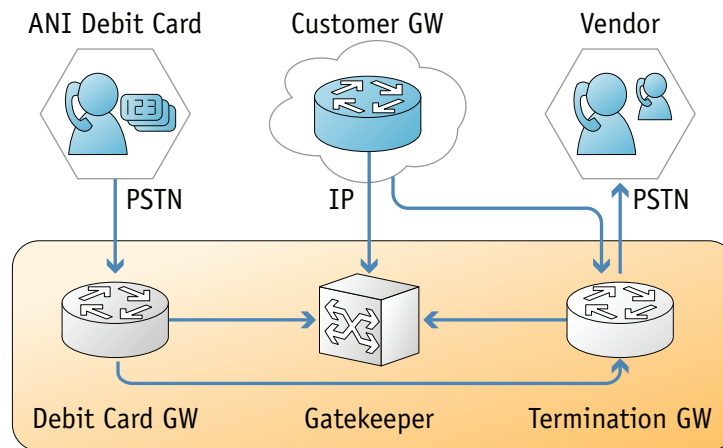 ANI Debit Card
Customer GW
Vendor
123
PSTN
IP
PSTN
Debit Card GW
Gatekeeper
Termination GW